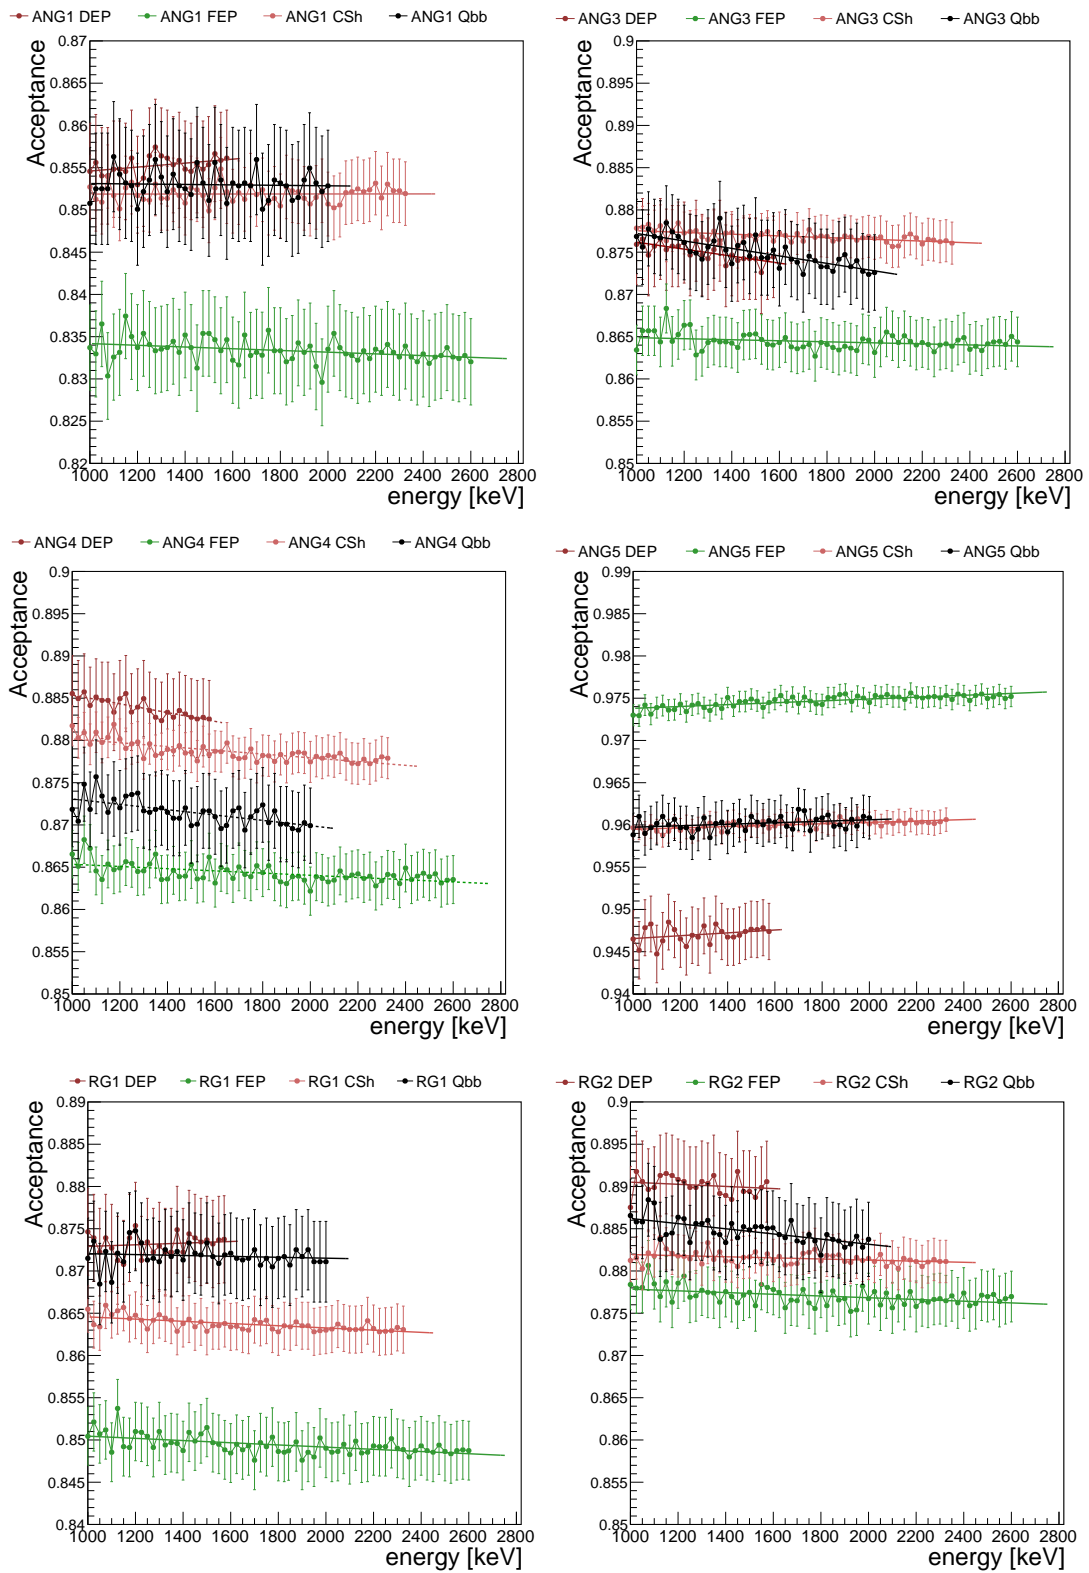 ANG1 DEP ANG1 FEP ANG1 CSh ANG1 Qbb
Acceptance
0.87
0.865
0.86
0.855
0.85
0.845
0.84
0.835
0.83
0.825
0.82
1000 1200 1400 1600 1800 2000 2200 2400 2600 2800
energy [keV]
ANG3 DEP ANG3 FEP ANG3 CSh ANG3 Qbb
Acceptance
0.9
0.895
0.89
0.885
0.88
0.875
0.87
0.865
0.86
0.855
0.85
1000 1200 1400 1600 1800 2000 2200 2400 2600 2800
energy [keV]
ANG4 DEP ANG4 FEP ANG4 CSh ANG4 Qbb
Acceptance
0.9
0.895
0.89
0.885
0.88
0.875
0.87
0.865
0.86
0.855
0.85
1000 1200 1400 1600 1800 2000 2200 2400 2600 2800
energy [keV]
ANG5 DEP ANG5 FEP ANG5 CSh ANG5 Qbb
Acceptance
0.99
0.985
0.98
0.975
0.97
0.965
0.96
0.955
0.95
0.945
0.94
1000 1200 1400 1600 1800 2000 2200 2400 2600 2800
energy [keV]
RG1 DEP RG1 FEP RG1 CSh RG1 Qbb
Acceptance
0.89
0.885
0.88
0.875
0.87
0.865
0.86
0.855
0.85
0.845
0.84
1000 1200 1400 1600 1800 2000 2200 2400 2600 2800
energy [keV]
RG2 DEP RG2 FEP RG2 CSh RG2 Qbb
Acceptance
0.9
0.895
0.89
0.885
0.88
0.875
0.87
0.865
0.86
0.855
0.85
1000 1200 1400 1600 1800 2000 2200 2400 2600 2800
energy [keV]